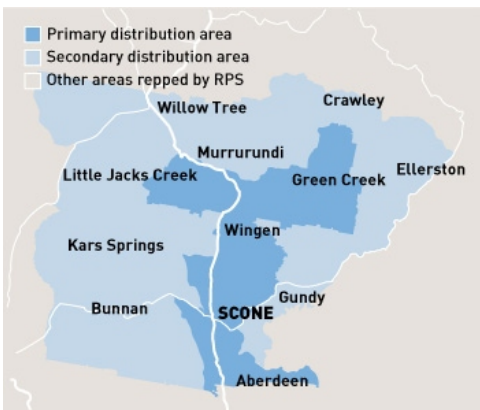 Primary distribution area
Secondary distribution area
Other areas repped by RPS
Willow Tree
Crawley
Murrurundi
Ellerston
Little Jacks Creek
Green Creek
Wingen
Kars Springs
Gundy
Bunnan
SCONE
Aberdeen